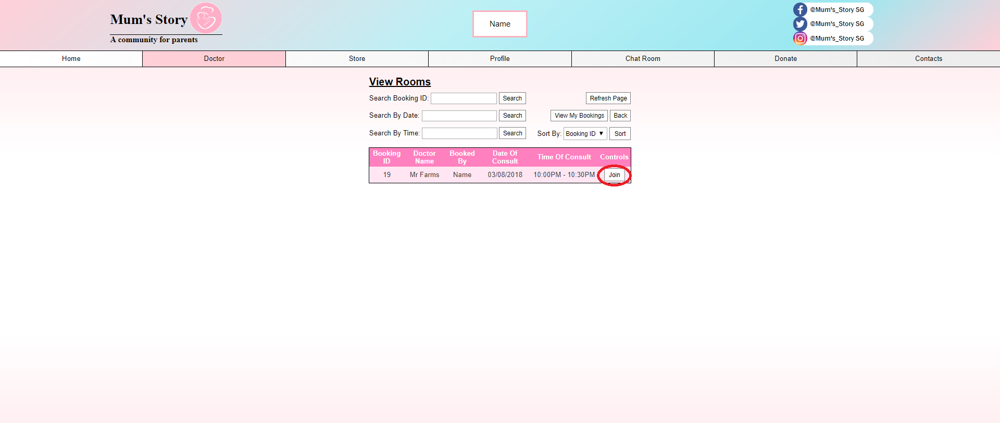 Mum's Story
A community for parents
Name
@Mum's_Story SG
@Mum's_Story SG
@Mum's_Story SG
Home Doctor Store Profile Chat Room Donate Contacts
View Rooms
Search Booking ID: Search Refresh Page
Search By Date: Search View My Bookings Back
Search By Time: Search Sort By: Booking ID Sort
Booking ID Doctor Name Booked By Date Of Consult Time Of Consult Controls
19 Mr Farms Name 03/08/2018 10:00PM - 10:30PM Join